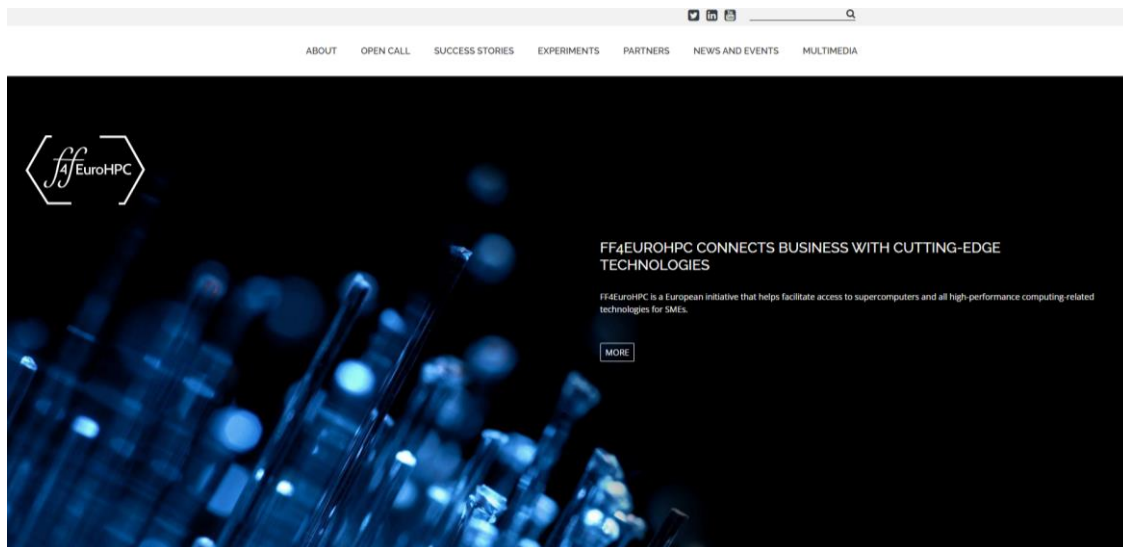 ABOUT OPEN CALL SUCCESS STORIES EXPERIMENTS PARTNERS NEWS AND EVENTS MULTIMEDIA
ff4EuroHPC
FF4EUROHPC CONNECTS BUSINESS WITH CUTTING-EDGE
TECHNOLOGIES
FF4EuroHPC is a European initiative that helps facilitate access to supercomputers and all high-performance computing-related
technologies for SMEs.
MORE